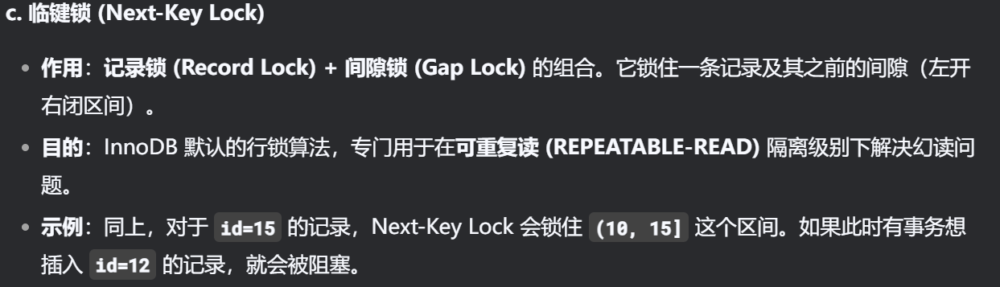 c. 临键锁 (Next-Key Lock)
• 作用：记录锁 (Record Lock) + 间隙锁 (Gap Lock) 的组合。它锁住一条记录及其之前的间隙（左开
右闭区间）。
• 目的：InnoDB 默认的行锁算法，专门用于在可重复读 (REPEATABLE-READ) 隔离级别下解决幻读问
题。
• 示例：同上，对于 id=15 的记录，Next-Key Lock 会锁住 (10, 15] 这个区间。如果此时有事务想
插入 id=12 的记录，就会被阻塞。